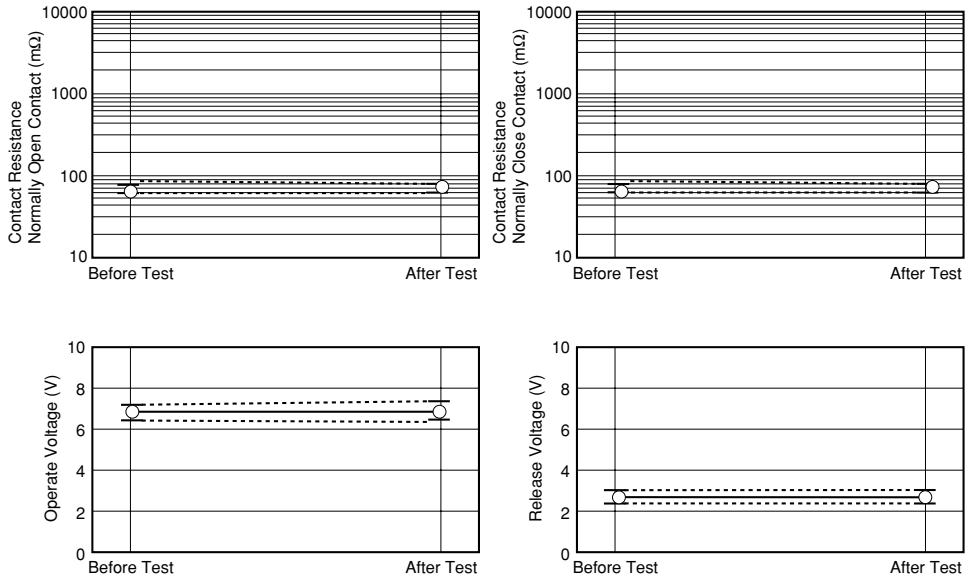 Contact Resistance
Normally Open Contact (mΩ)
10000
1000
100
10
Before Test
After Test
Contact Resistance
Normally Close Contact (mΩ)
10000
1000
100
10
Before Test
After Test
Operate Voltage (V)
10
8
6
4
2
0
Before Test
After Test
Release Voltage (V)
10
8
6
4
2
0
Before Test
After Test